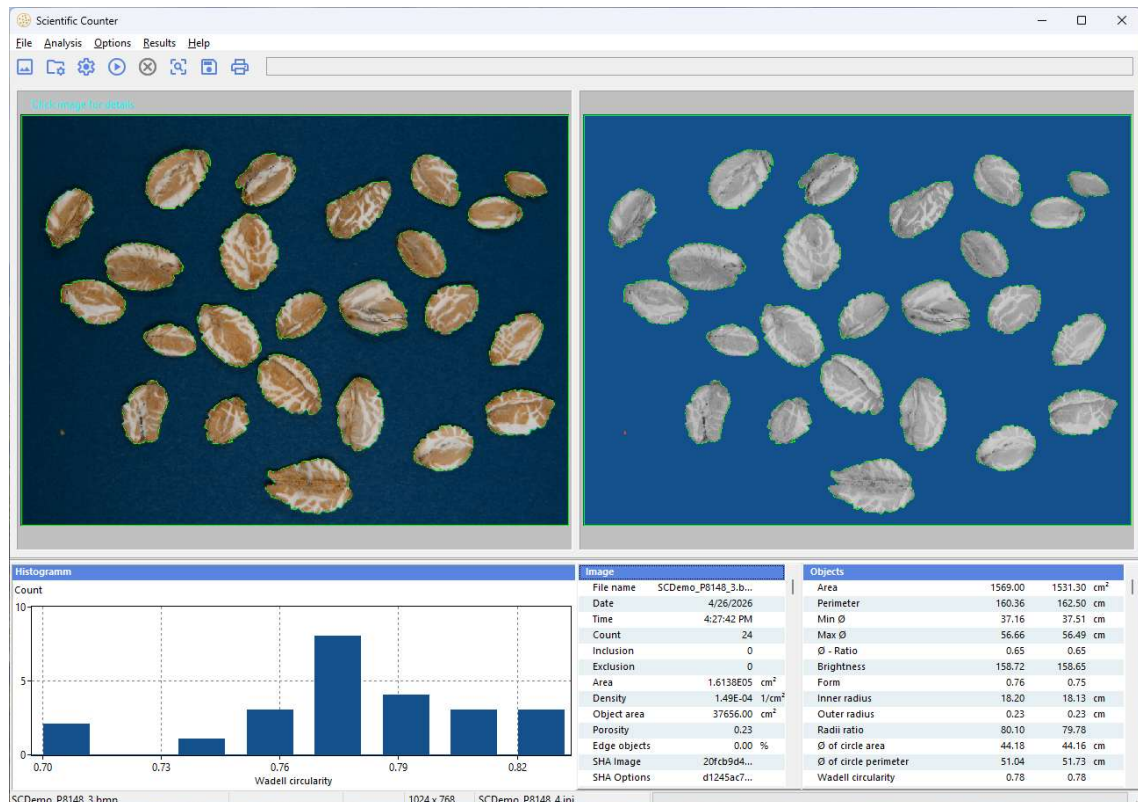 Scientific Counter
File Analysis Options Results Help
Click image for details
Histogramm
Count
10
5
0
0.70 0.73 0.76 0.79 0.82
Wadell circularity
Image
File name SCDemo_P8148_3.b...
Date 4/26/2026
Time 4:27:42 PM
Count 24
Inclusion 0
Exclusion 0
Area 1.6138E05 cm²
Density 1.49E-04 1/cm²
Object area 37656.00 cm²
Porosity 0.23
Edge objects 0.00 %
SHA Image 20fcb9d4...
SHA Options d1245ac7...
Objects
Area 1569.00 1531.30 cm²
Perimeter 160.36 162.50 cm
Min Ø 37.16 37.51 cm
Max Ø 56.66 56.49 cm
Ø - Ratio 0.65 0.65
Brightness 158.72 158.65
Form 0.76 0.75
Inner radius 18.20 18.13 cm
Outer radius 0.23 0.23 cm
Radii ratio 80.10 79.78
Ø of circle area 44.18 44.16 cm
Ø of circle perimeter 51.04 51.73 cm
Wadell circularity 0.78 0.78
SCDemo_P8148_3.bmp 1024 x 768 SCDemo_P8148_4.ini